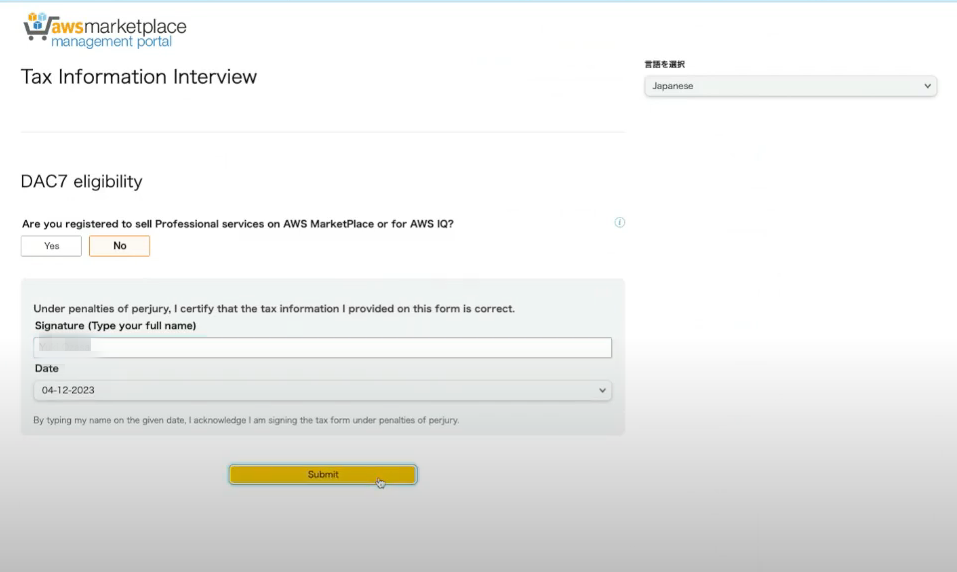 awsmarketplace
management portal
Tax Information Interview
言語を選択
Japanese
DAC7 eligibility
Are you registered to sell Professional services on AWS MarketPlace or for AWS IQ?
i
Yes
No
Under penalties of perjury, I certify that the tax information I provided on this form is correct.
Signature (Type your full name)
Date
04-12-2023
By typing my name on the given date, I acknowledge I am signing the tax form under penalties of perjury.
Submit